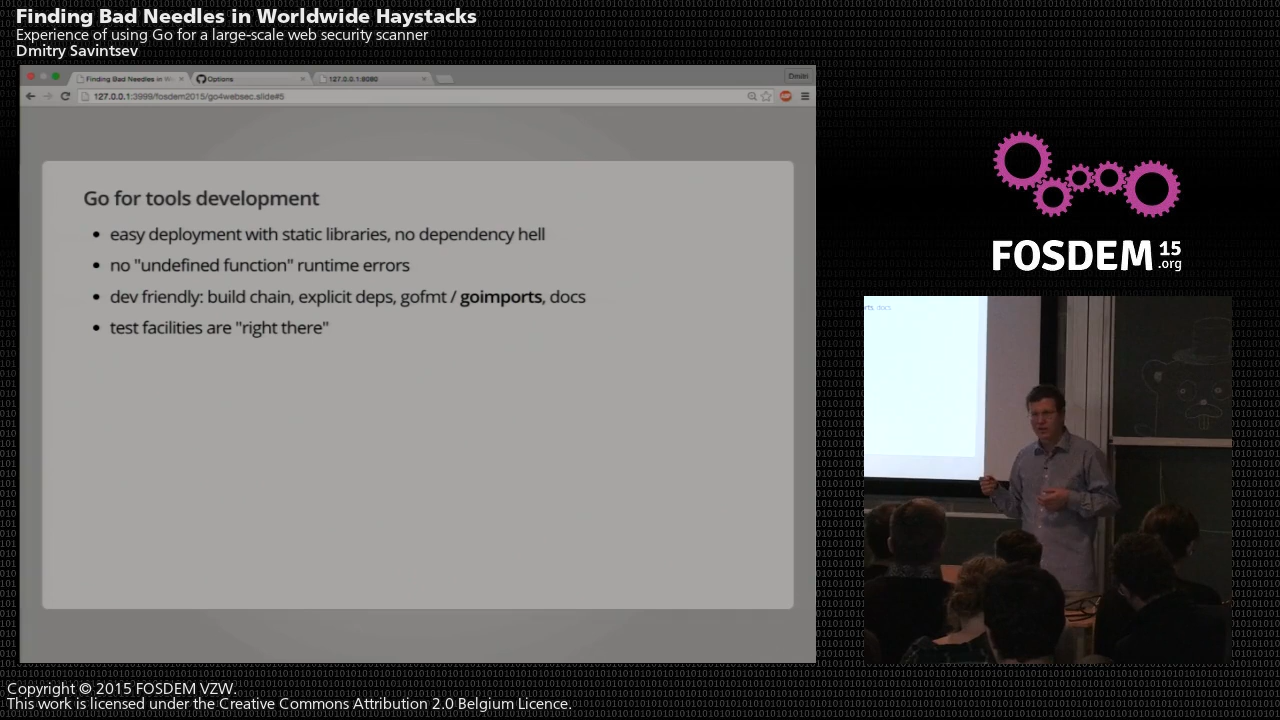 Finding Bad Needles in Worldwide Haystacks
Experience of using Go for a large-scale web security scanner
Dmitry Savintsev
Finding Bad Needles in W
Options
127.0.0.1:8080
Dmitri
127.0.0.1:3999/fosdem2015/go4websec.slide#5
Go for tools development
• easy deployment with static libraries, no dependency hell
• no "undefined function" runtime errors
• dev friendly: build chain, explicit deps, gofmt / goimports, docs
• test facilities are "right there"
FOSDEM 15
.org
Copyright © 2015 FOSDEM VZW.
This work is licensed under the Creative Commons Attribution 2.0 Belgium Licence.